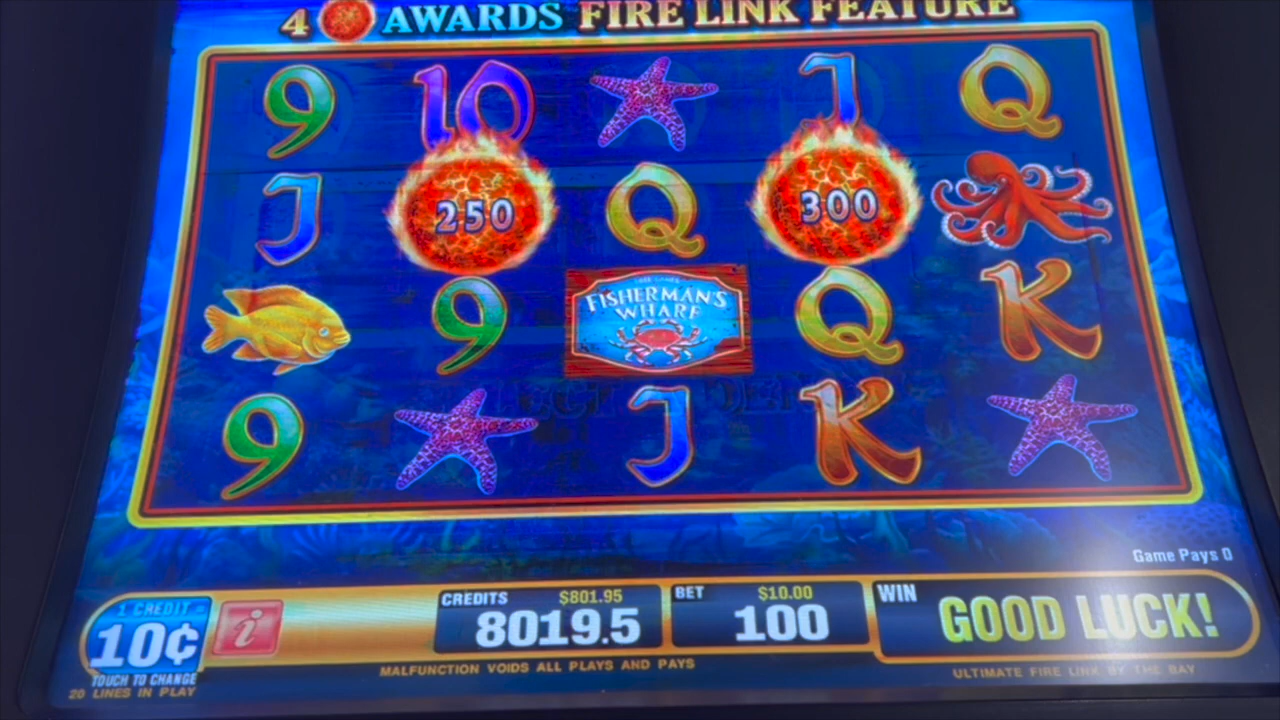 4 AWARDS FIRE LINK FEATURE
9 10 J Q
J 250 Q 300
9 FISHERMAN'S WHARF Q K
9 J K
Game Pays 0
1 CREDIT =
10¢
TOUCH TO CHANGE
20 LINES IN PLAY
i
CREDITS $801.95
8019.5
BET $10.00
100
WIN
GOOD LUCK!
MALFUNCTION VOIDS ALL PLAYS AND PAYS
ULTIMATE FIRE LINK BY THE BAY